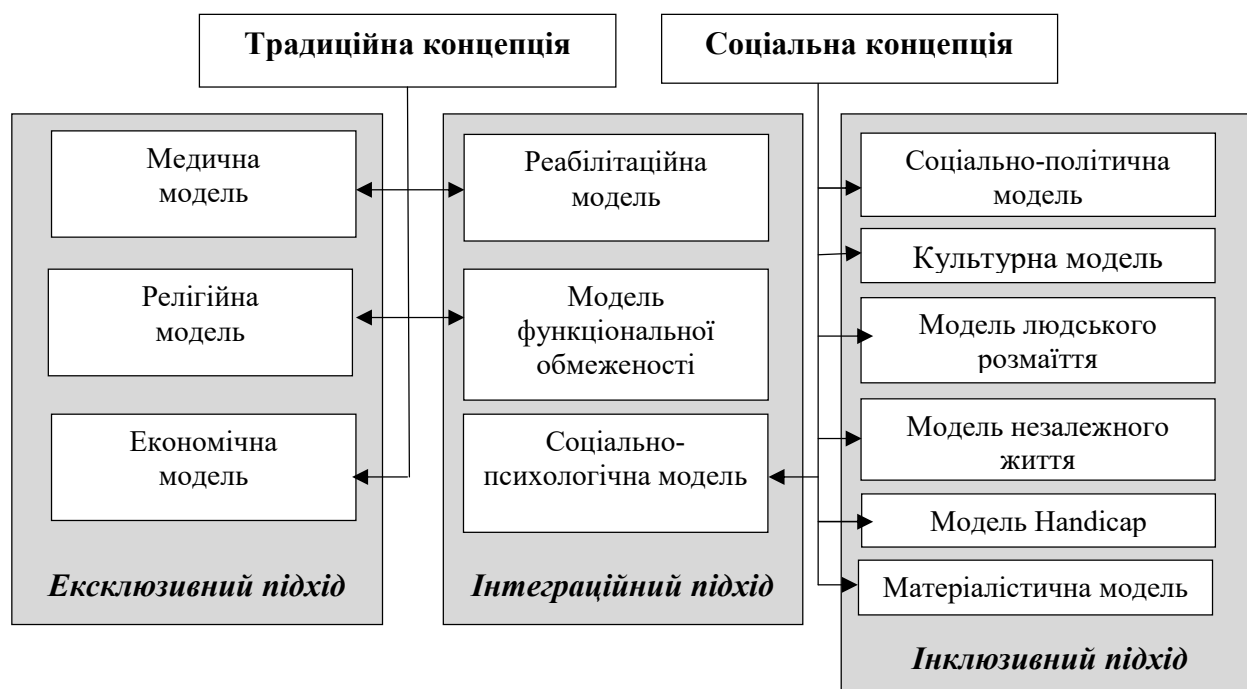 Традиційна концепція
Соціальна концепція
Медична
модель
Релігійна
модель
Економічна
модель
Ексклюзивний підхід
Реабілітаційна
модель
Модель
функціональної
обмеженості
Соціально-
психологічна модель
Інтеграційний підхід
Соціально-політична
модель
Культурна модель
Модель людського
розмаїття
Модель незалежного
життя
Модель Handicap
Матеріалістична модель
Інклюзивний підхід